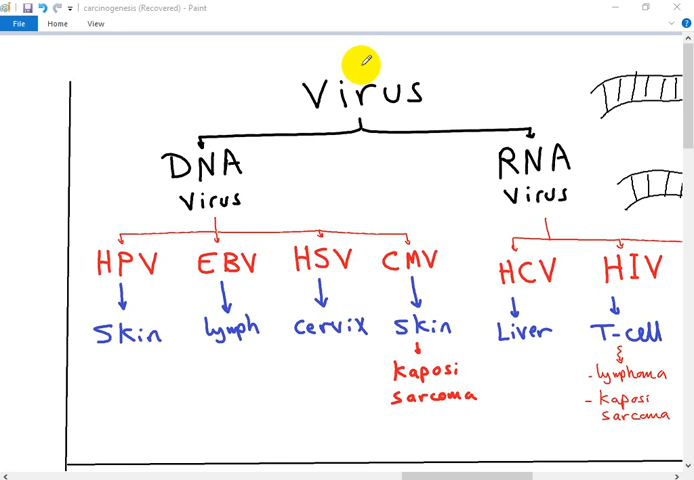 carcinogenesis (Recovered) - Paint
File Home View
Virus
DNA RNA
Virus Virus
HPV EBV HSV CMV HCV HIV
Skin lymph cervix skin Liver T-cell
kaposi
sarcoma
- lymphoma
- kaposi
sarcoma